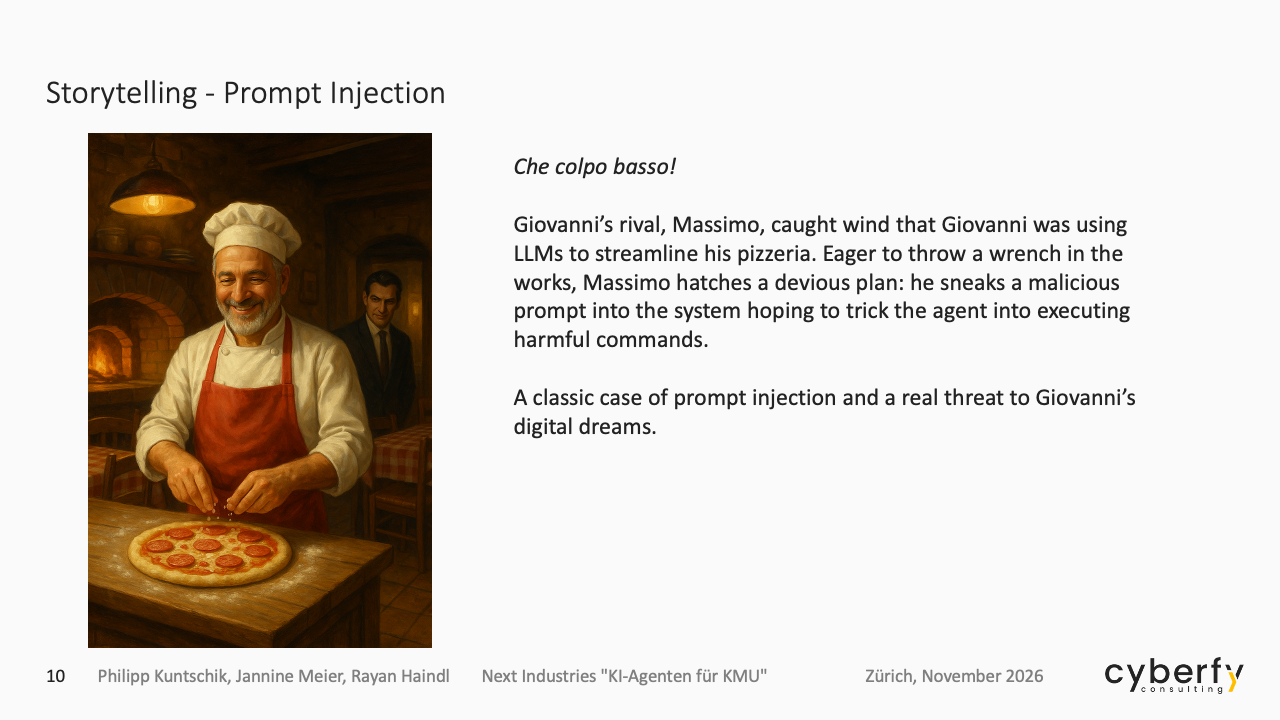 Storytelling - Prompt Injection
Che colpo basso!
Giovanni’s rival, Massimo, caught wind that Giovanni was using
LLMs to streamline his pizzeria. Eager to throw a wrench in the
works, Massimo hatches a devious plan: he sneaks a malicious
prompt into the system hoping to trick the agent into executing
harmful commands.
A classic case of prompt injection and a real threat to Giovanni’s
digital dreams.
10 Philipp Kuntschik, Jannine Meier, Rayan Haindl Next Industries "KI-Agenten für KMU" Zürich, November 2026
cyberfy
consulting